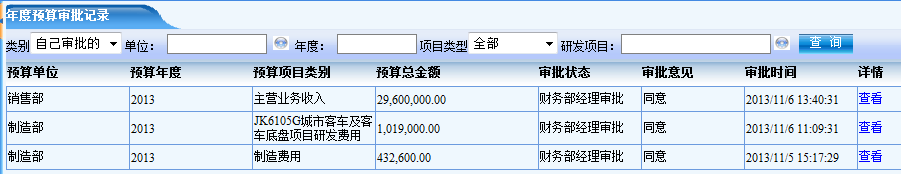 年度预算审批记录
类别 自己审批的 单位： 年度： 项目类型 全部 研发项目： 查 询
预算单位 预算年度 预算项目类别 预算总金额 审批状态 审批意见 审批时间 详情
销售部 2013 主营业务收入 29,600,000.00 财务部经理审批 同意 2013/11/6 13:40:31 查看
制造部 2013 JK6105G城市客车及客 1,019,000.00 财务部经理审批 同意 2013/11/6 11:09:31 查看
车底盘项目研发费用
制造部 2013 制造费用 432,600.00 财务部经理审批 同意 2013/11/5 15:17:29 查看